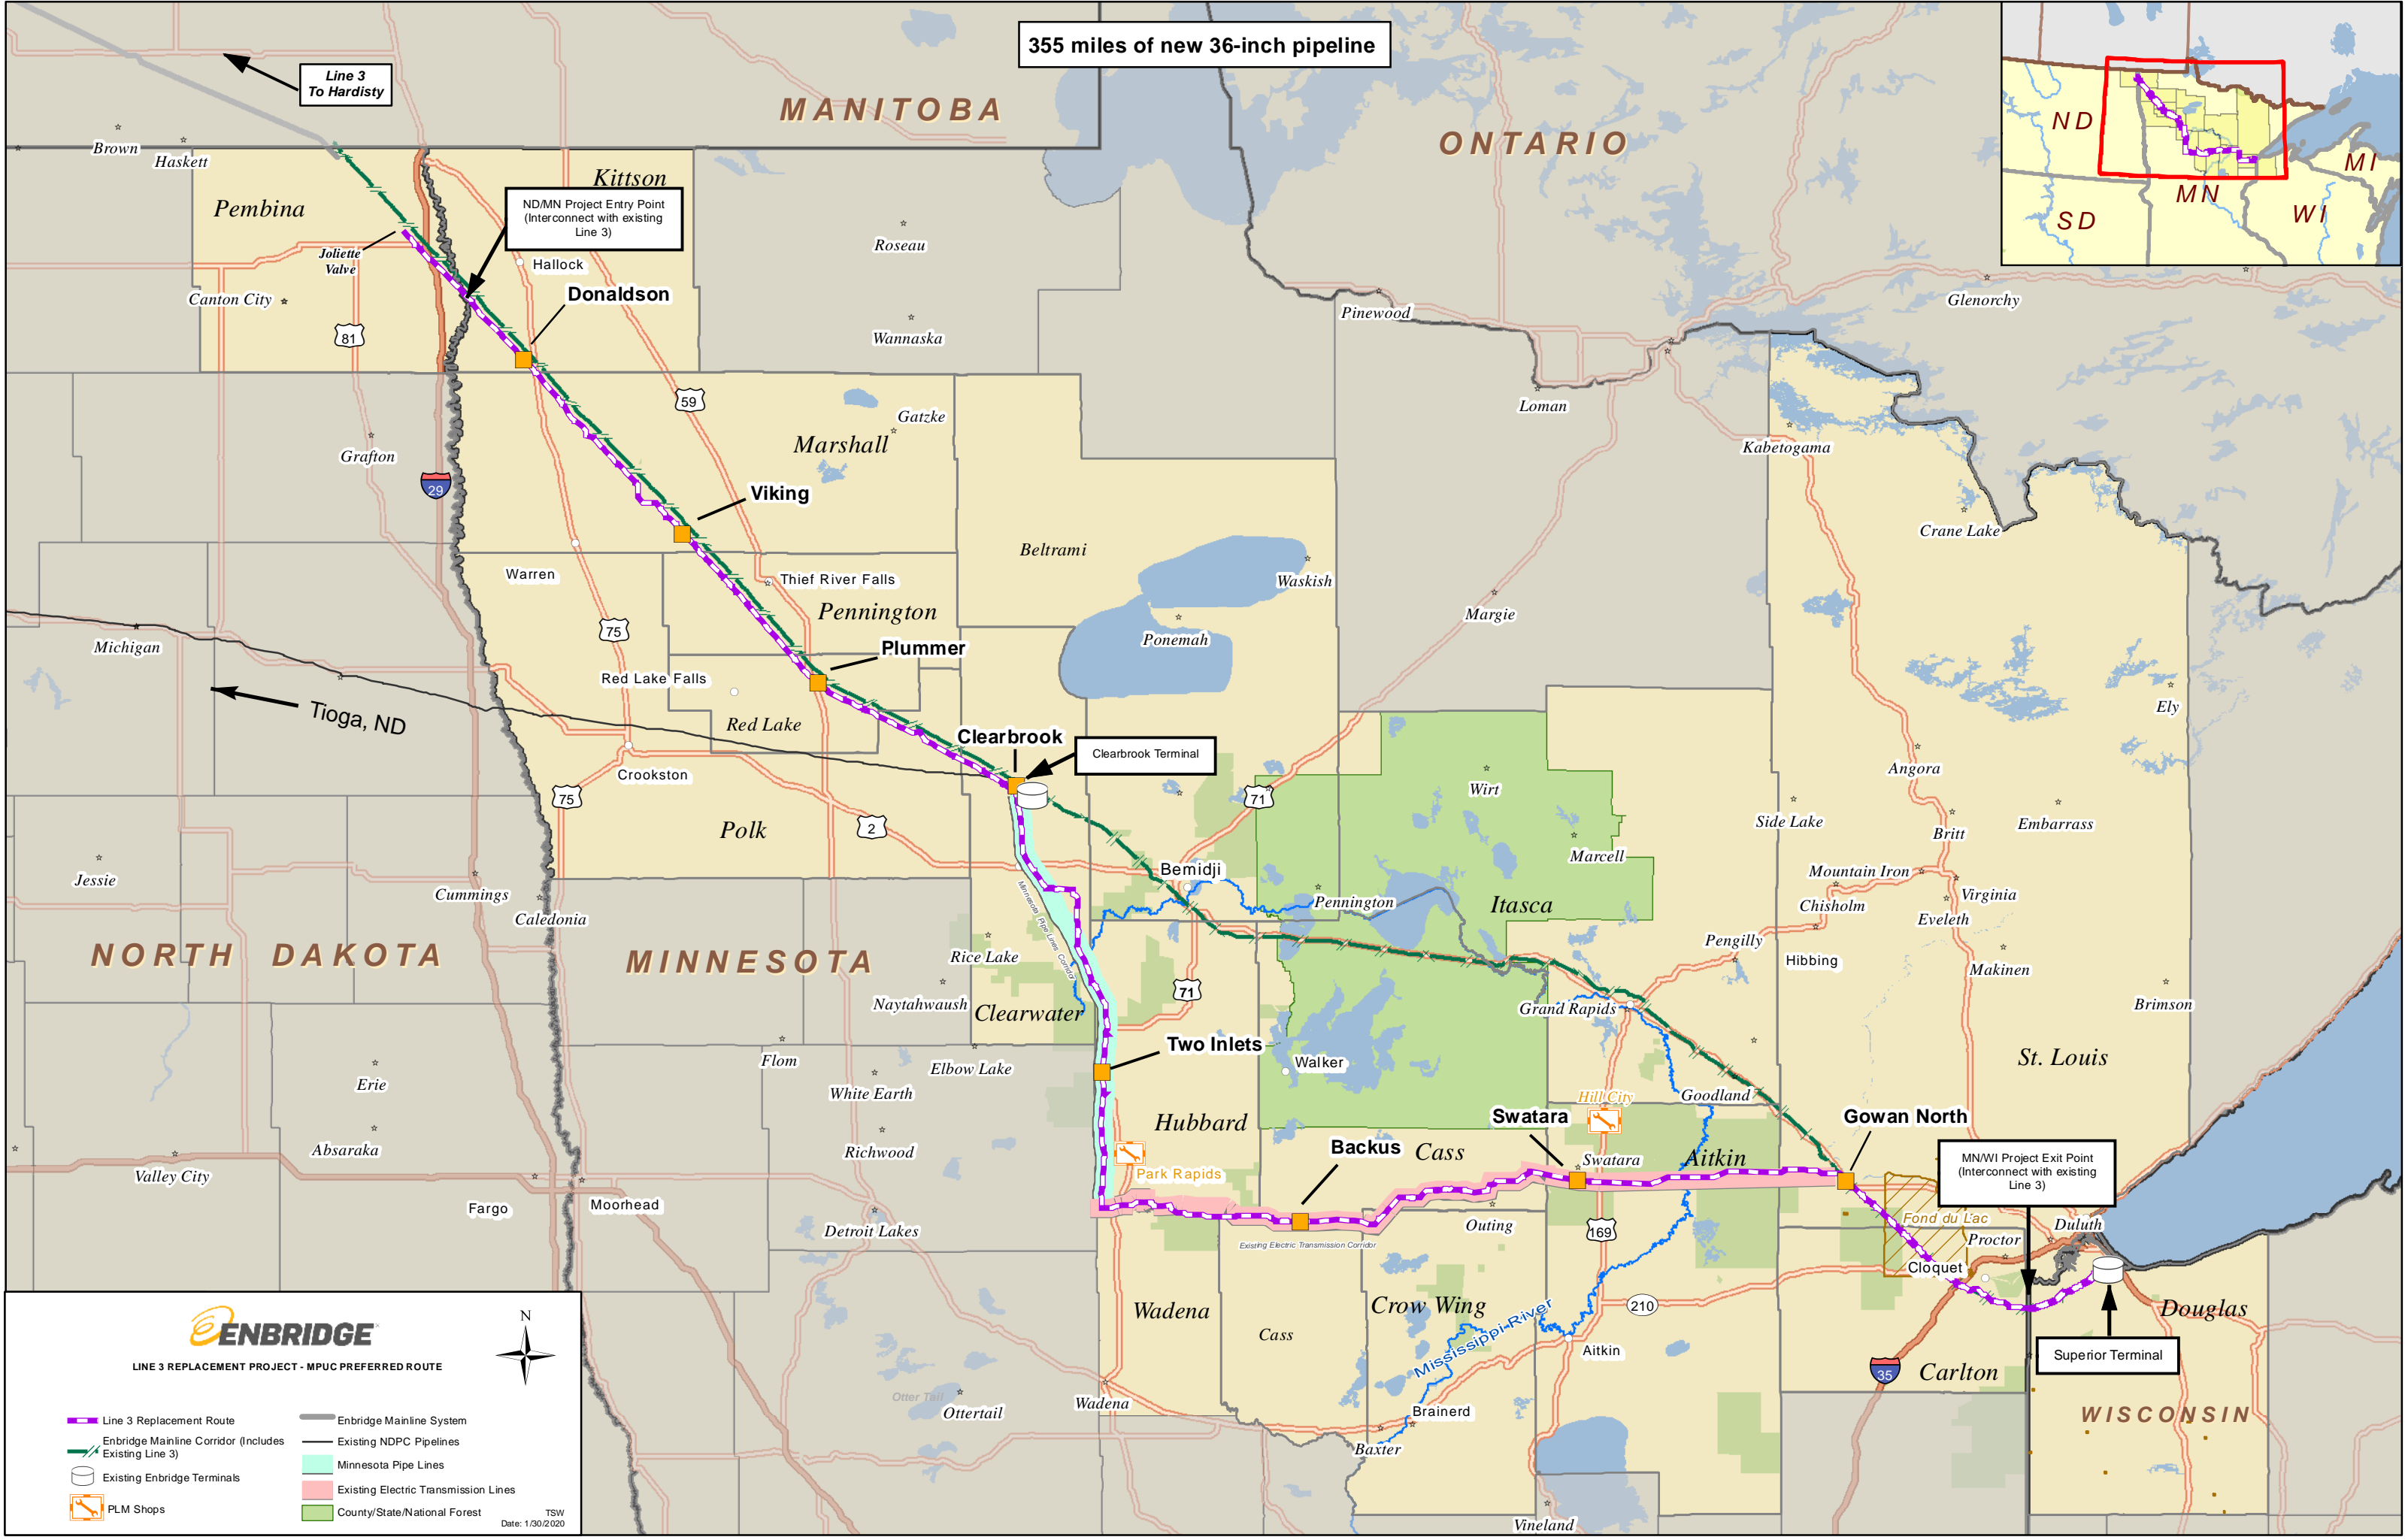 355 miles of new 36-inch pipeline
Line 3
To Hardisty
MANITOBA
ONTARIO
ND
SD
MN
WI
MI
Brown
Haskett
Pembina
Kittson
ND/MN Project Entry Point
(Interconnect with existing
Line 3)
Joliette
Valve
Hallock
Roseau
Canton City
Donaldson
Pinewood
Glenorchy
81
Wannaska
59
Gatzke
Loman
Marshall
Grafton
Kabetogama
29
Viking
Crane Lake
Beltrami
Warren
Thief River Falls
Waskish
Pennington
Margie
75
Michigan
Ponemah
Plummer
Red Lake Falls
Ely
Tioga, ND
Red Lake
Clearbrook
Clearbrook Terminal
Crookston
Angora
Wirt
75
71
2
Polk
Side Lake
Embarrass
Britt
Marcell
Bemidji
Mountain Iron
Jessie
Cummings
Virginia
Pennington
Itasca
Chisholm
Caledonia
Eveleth
Minnesota Pipe Lines Corridor
NORTH DAKOTA
MINNESOTA
Rice Lake
Pengilly
Hibbing
Makinen
71
Naytahwaush
Clearwater
Grand Rapids
Brimson
Two Inlets
Flom
Elbow Lake
Walker
St. Louis
Erie
White Earth
Hill City
Goodland
Hubbard
Swatara
Gowan North
Absaraka
Richwood
Backus
Cass
Swatara
Aitkin
MN/WI Project Exit Point
(Interconnect with existing
Line 3)
Valley City
Park Rapids
Fargo
Moorhead
Detroit Lakes
Outing
169
Fond du Lac
Duluth
Proctor
Existing Electric Transmission Corridor
Cloquet
Wadena
Crow Wing
210
Douglas
Cass
Mississippi River
Aitkin
Superior Terminal
35
Carlton
Otter Tail
Ottertail
Wadena
Brainerd
WISCONSIN
Baxter
Vineland
ENBRIDGE
N
LINE 3 REPLACEMENT PROJECT - MPUC PREFERRED ROUTE
Line 3 Replacement Route
Enbridge Mainline Corridor (Includes
Existing Line 3)
Existing Enbridge Terminals
PLM Shops
Enbridge Mainline System
Existing NDPC Pipelines
Minnesota Pipe Lines
Existing Electric Transmission Lines
County/State/National Forest
TSW
Date: 1/30/2020